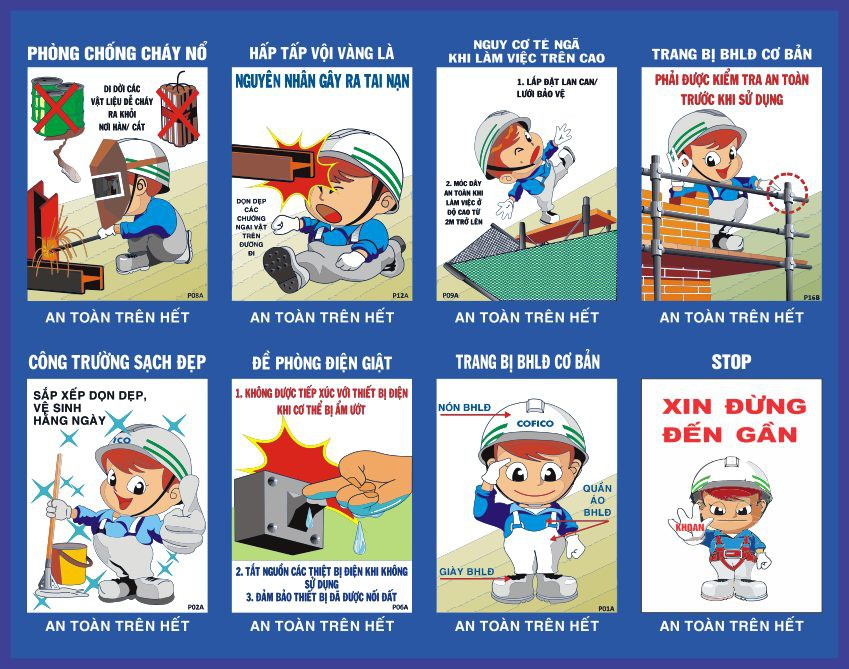 PHÒNG CHỐNG CHÁY NỔ
DI DỜI CÁC
VẬT LIỆU DỄ CHÁY
RA KHỎI
NƠI HÀN/ CẮT
P08A
AN TOÀN TRÊN HẾT
HẤP TẤP VỘI VÀNG LÀ
NGUYÊN NHÂN GÂY RA TAI NẠN
DỌN DẸP
CÁC
CHƯỚNG
NGẠI VẬT
TRÊN
ĐƯỜNG
ĐI
P12A
AN TOÀN TRÊN HẾT
NGUY CƠ TÉ NGÃ
KHI LÀM VIỆC TRÊN CAO
1. LẮP ĐẶT LAN CAN/
LƯỚI BẢO VỆ
2. MÓC DÂY
AN TOÀN KHI
LÀM VIỆC Ở
ĐỘ CAO TỪ
2M TRỞ LÊN
P09A
AN TOÀN TRÊN HẾT
TRANG BỊ BHLĐ CƠ BẢN
PHẢI ĐƯỢC KIỂM TRA AN TOÀN
TRƯỚC KHI SỬ DỤNG
P16B
AN TOÀN TRÊN HẾT
CÔNG TRƯỜNG SẠCH ĐẸP
SẮP XẾP DỌN DẸP,
VỆ SINH
HÀNG NGÀY
ICO
P02A
AN TOÀN TRÊN HẾT
ĐỀ PHÒNG ĐIỆN GIẬT
1. KHÔNG ĐƯỢC TIẾP XÚC VỚI THIẾT BỊ ĐIỆN
KHI CƠ THỂ BỊ ẨM ƯỚT
2. TẮT NGUỒN CÁC THIỆT BỊ ĐIỆN KHI KHÔNG
SỬ DỤNG
3. ĐẢM BẢO THIẾT BỊ ĐÃ ĐƯỢC NỐI ĐẤT
P06A
AN TOÀN TRÊN HẾT
TRANG BỊ BHLĐ CƠ BẢN
NÓN BHLĐ
COFICO
QUẦN
ÁO
BHLĐ
GIÀY BHLĐ
P01A
AN TOÀN TRÊN HẾT
STOP
XIN ĐỪNG
ĐẾN GẦN
KHOAN
AN TOÀN TRÊN HẾT